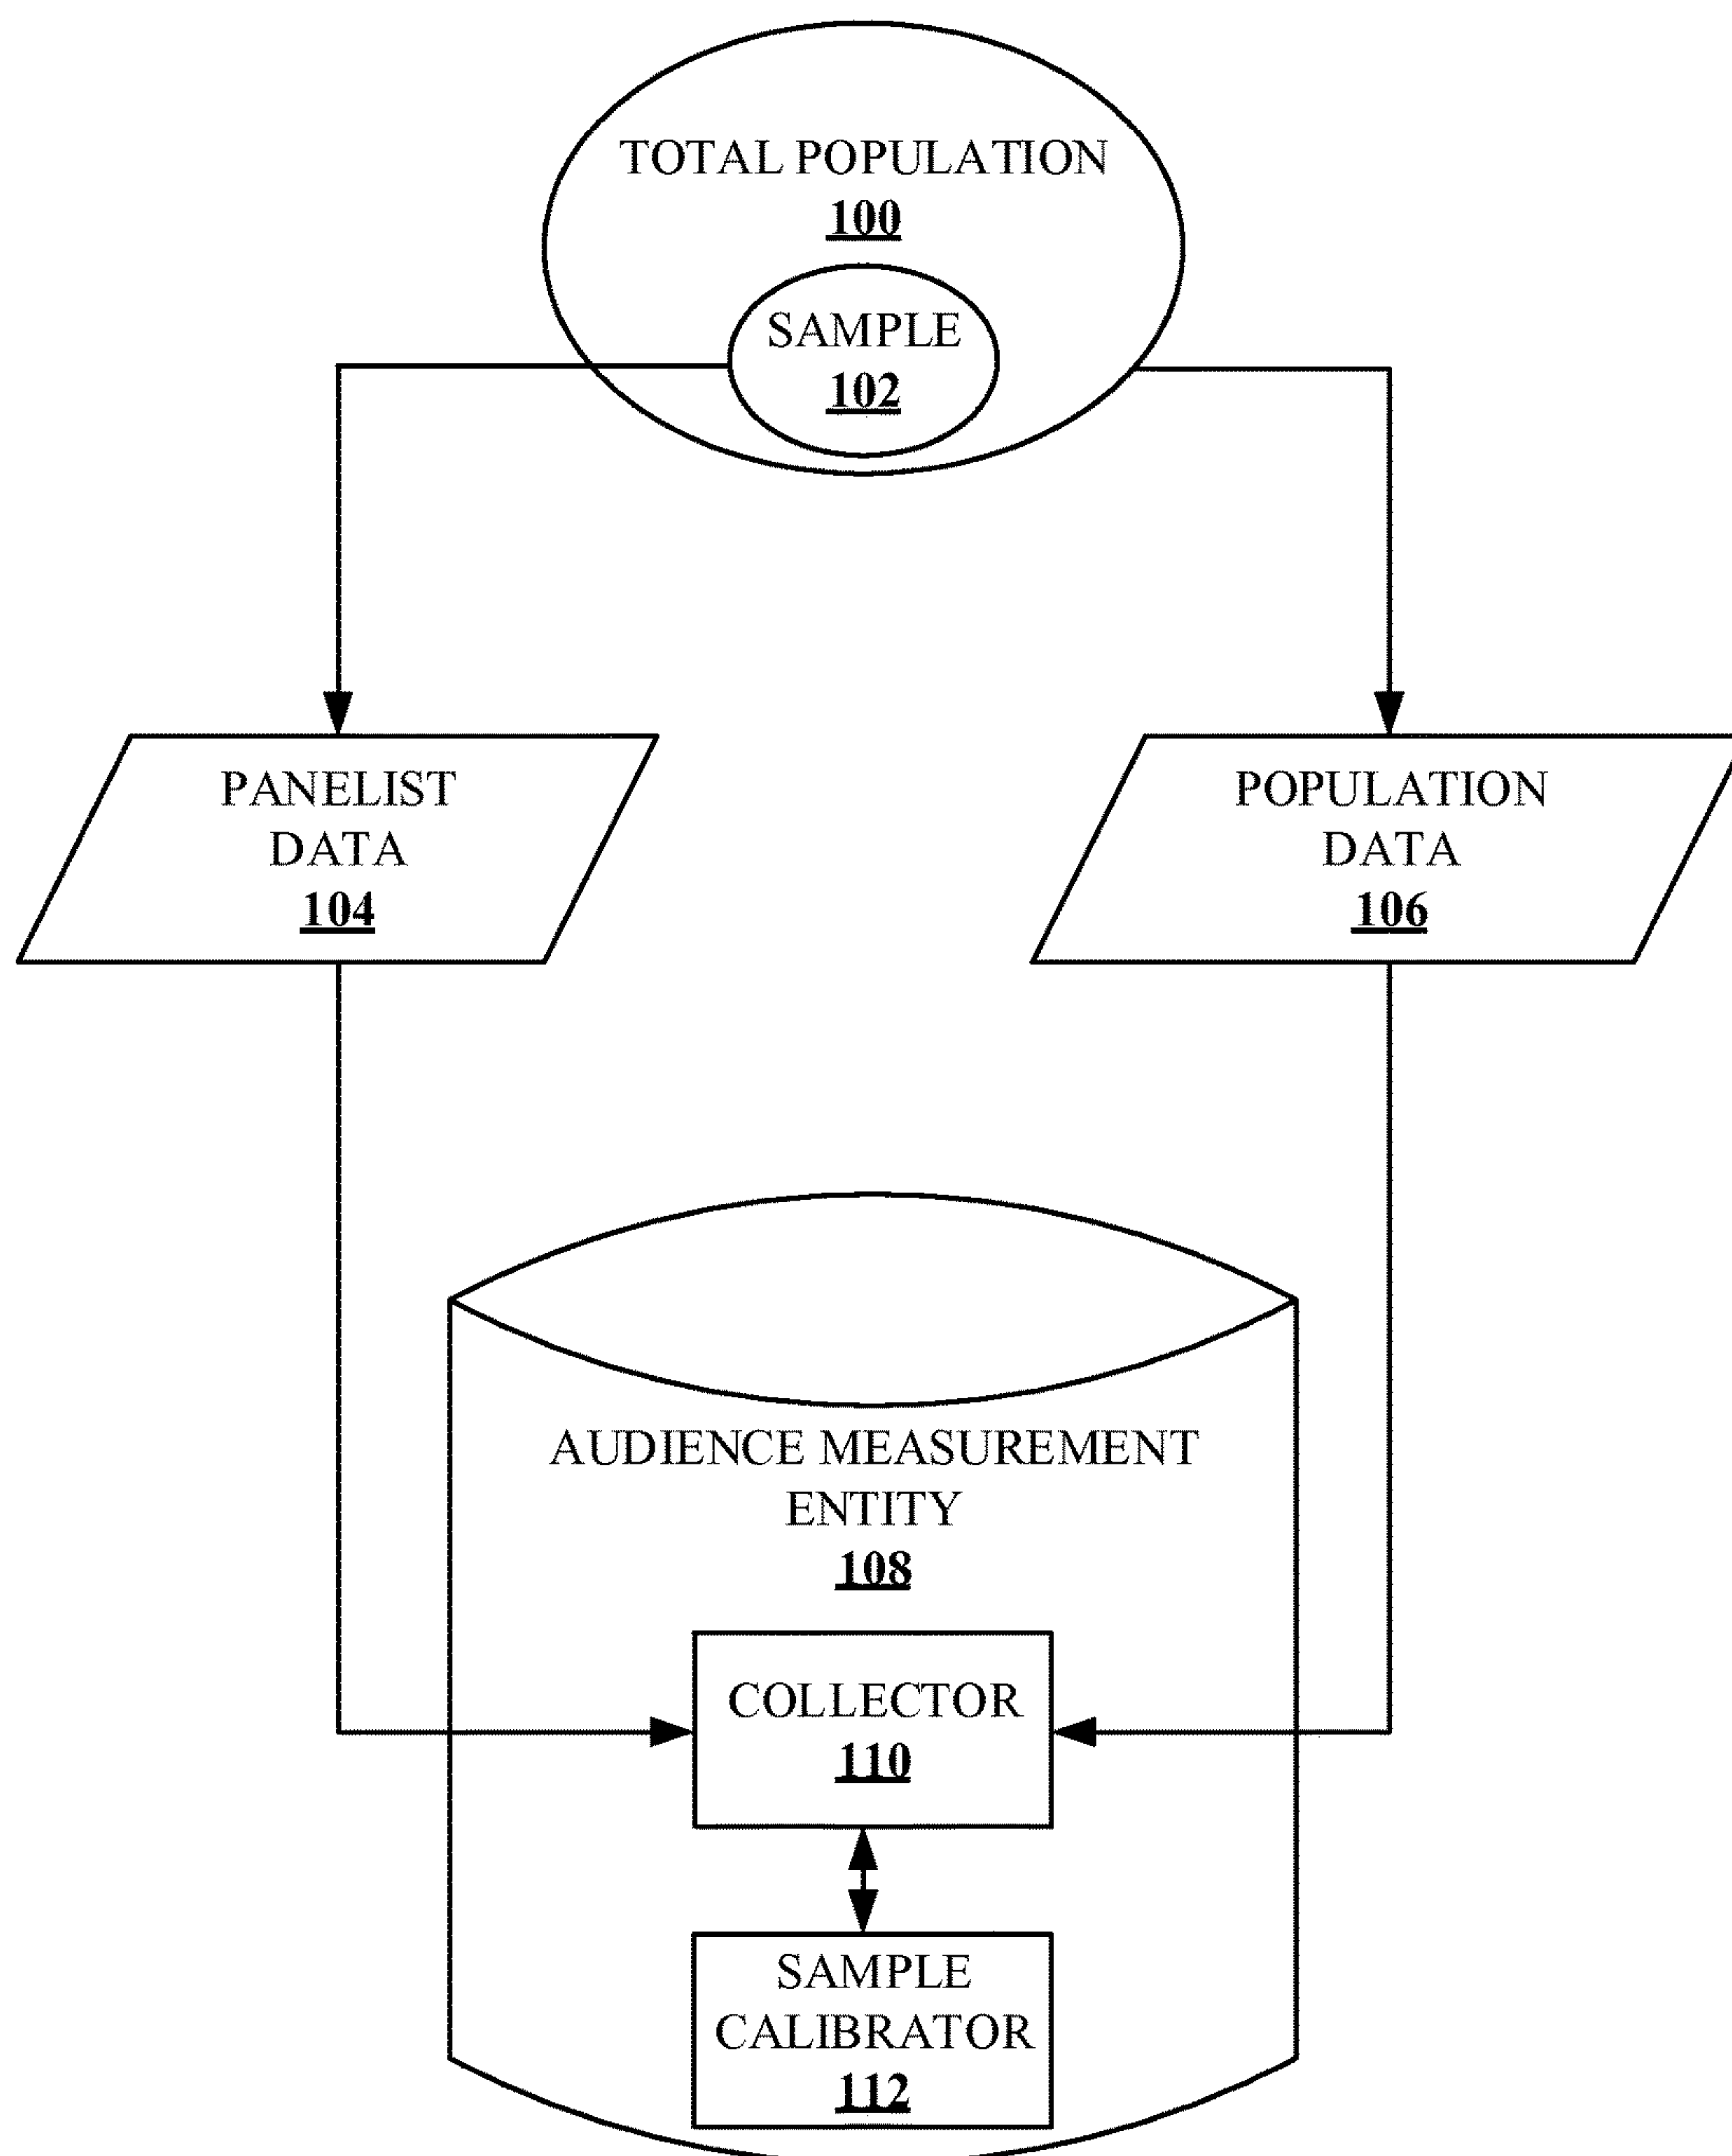 TOTAL POPULATION
100
SAMPLE
102
PANELIST
DATA
104
POPULATION
DATA
106
AUDIENCE MEASUREMENT
ENTITY
108
COLLECTOR
110
SAMPLE
CALIBRATOR
112